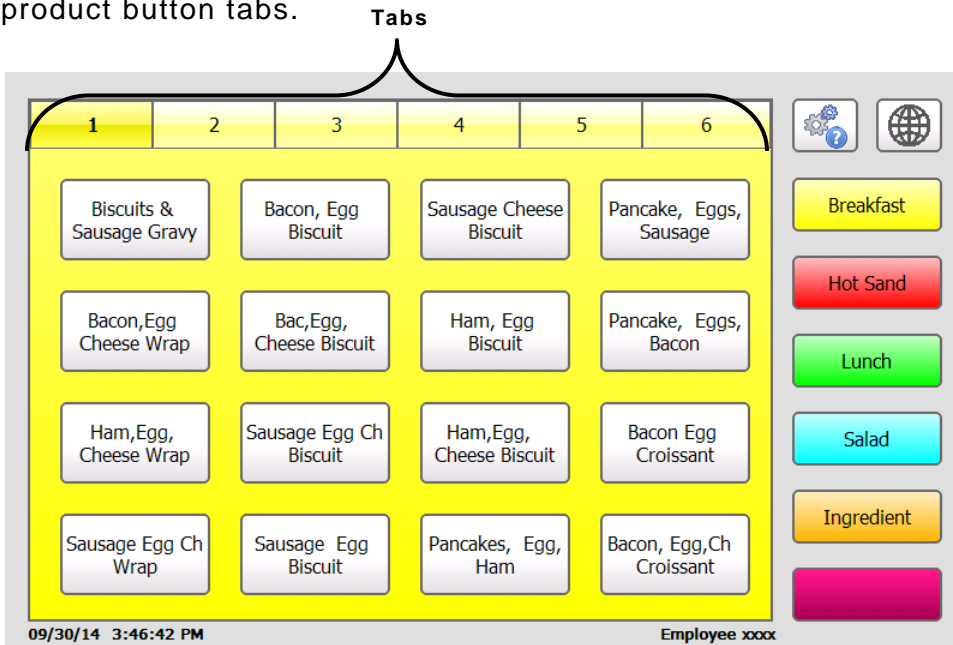 product button tabs.
Tabs
1 2 3 4 5 6
Biscuits &
Sausage Gravy
Bacon, Egg
Biscuit
Sausage Cheese
Biscuit
Pancake, Eggs,
Sausage
Bacon,Egg
Cheese Wrap
Bac,Egg,
Cheese Biscuit
Ham, Egg
Biscuit
Pancake, Eggs,
Bacon
Ham,Egg,
Cheese Wrap
Sausage Egg Ch
Biscuit
Ham,Egg,
Cheese Biscuit
Bacon Egg
Croissant
Sausage Egg Ch
Wrap
Sausage Egg
Biscuit
Pancakes, Egg,
Ham
Bacon, Egg,Ch
Croissant
?
Breakfast
Hot Sand
Lunch
Salad
Ingredient
09/30/14 3:46:42 PM
Employee xxxx